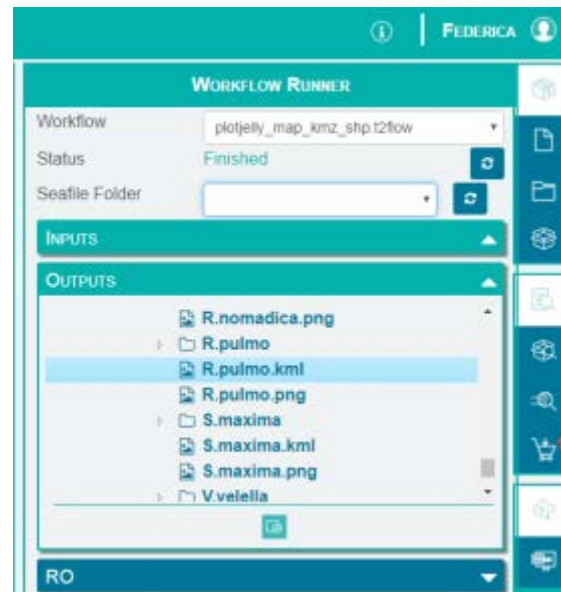 FEDERICA
WORKFLOW RUNNER
Workflow
plotjelly_map_kmz_shp.t2flow
Status
Finished
Seafile Folder
INPUTS
OUTPUTS
R.nomadica.png
R.pulmo
R.pulmo.kml
R.pulmo.png
S.maxima
S.maxima.kml
S.maxima.png
V.velella
RO